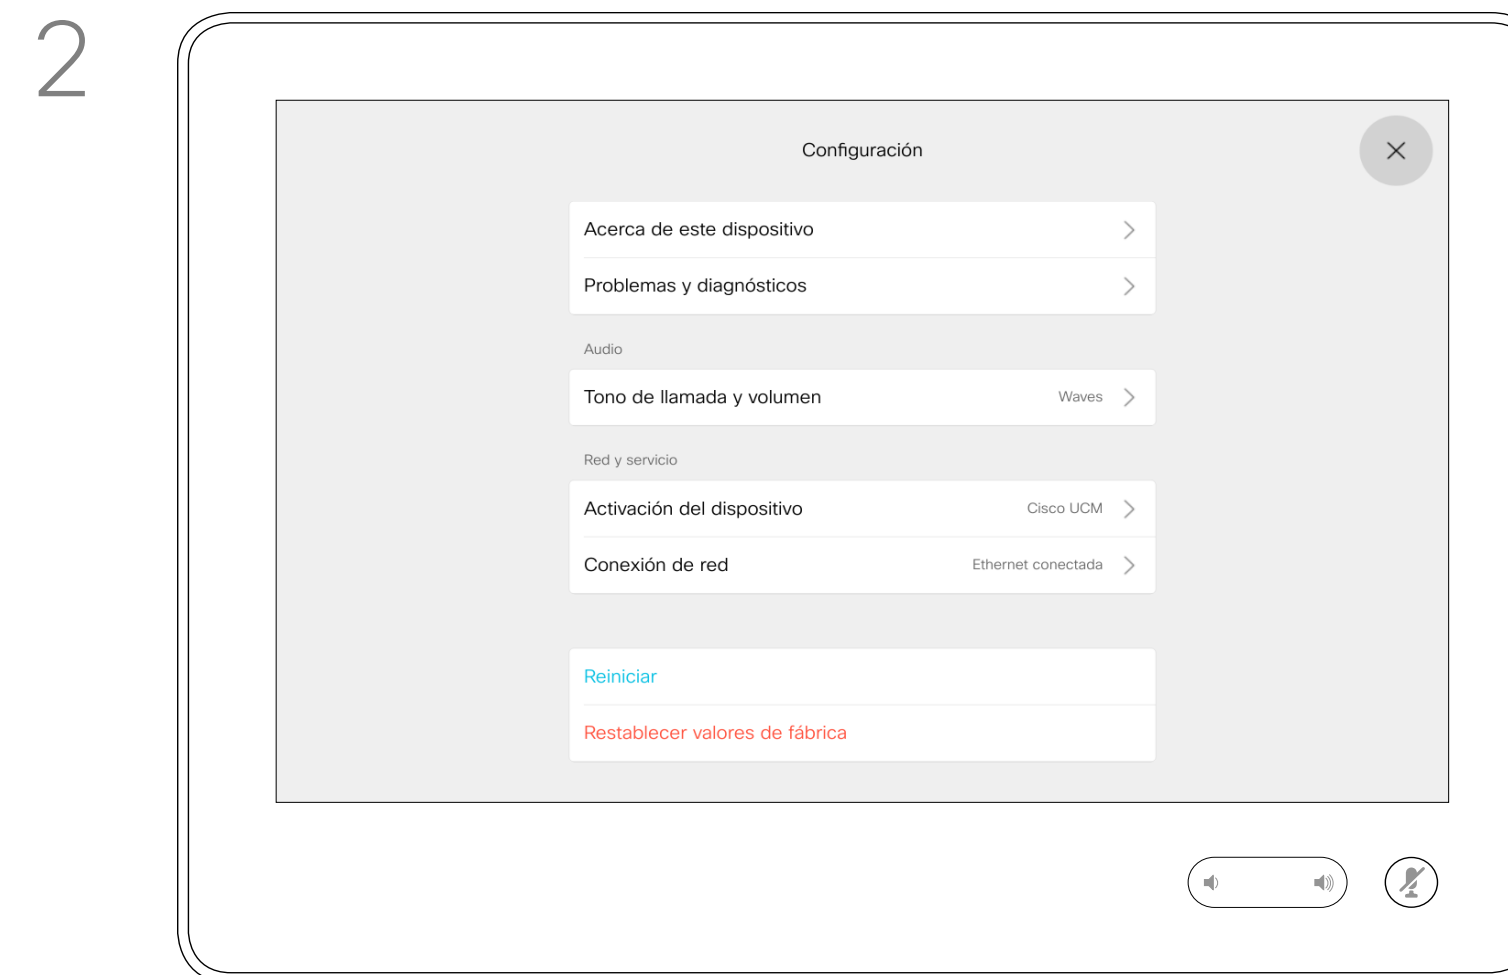 2
Configuración
Acerca de este dispositivo
Problemas y diagnósticos
Audio
Tono de llamada y volumen Waves
Red y servicio
Activación del dispositivo Cisco UCM
Conexión de red Ethernet conectada
Reiniciar
Restablecer valores de fábrica